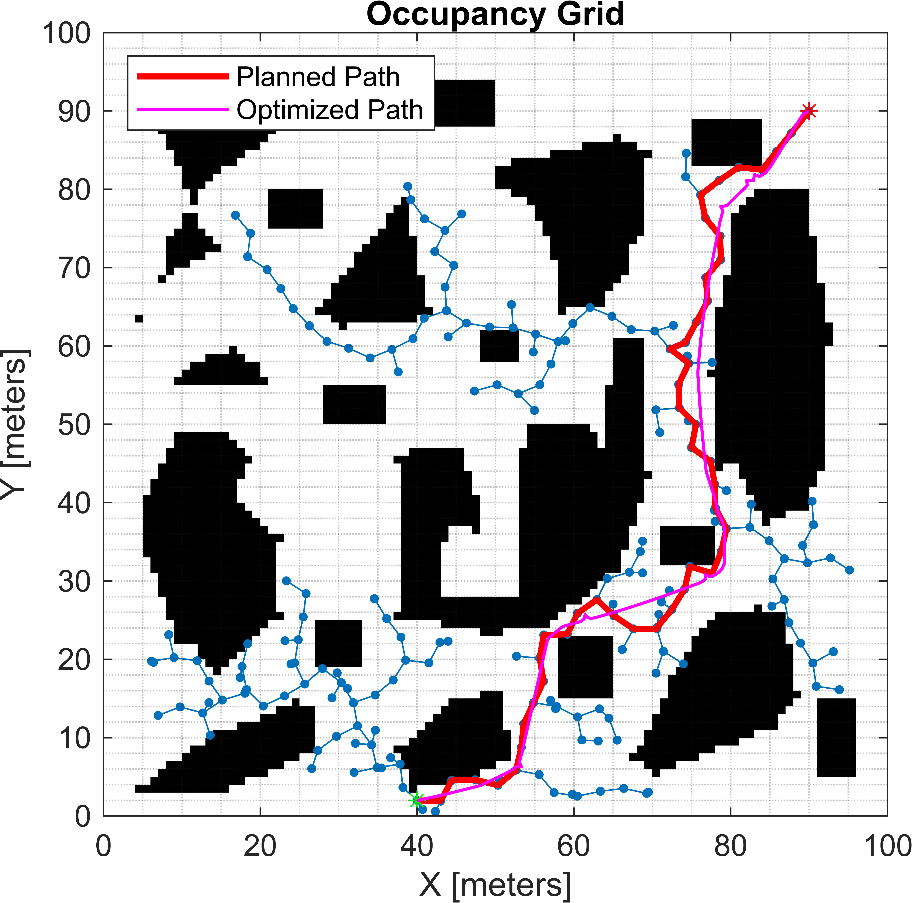 Occupancy Grid
Planned Path
Optimized Path
100
90
80
70
60
50
40
30
20
10
0
Y [meters]
0 20 40 60 80 100
X [meters]